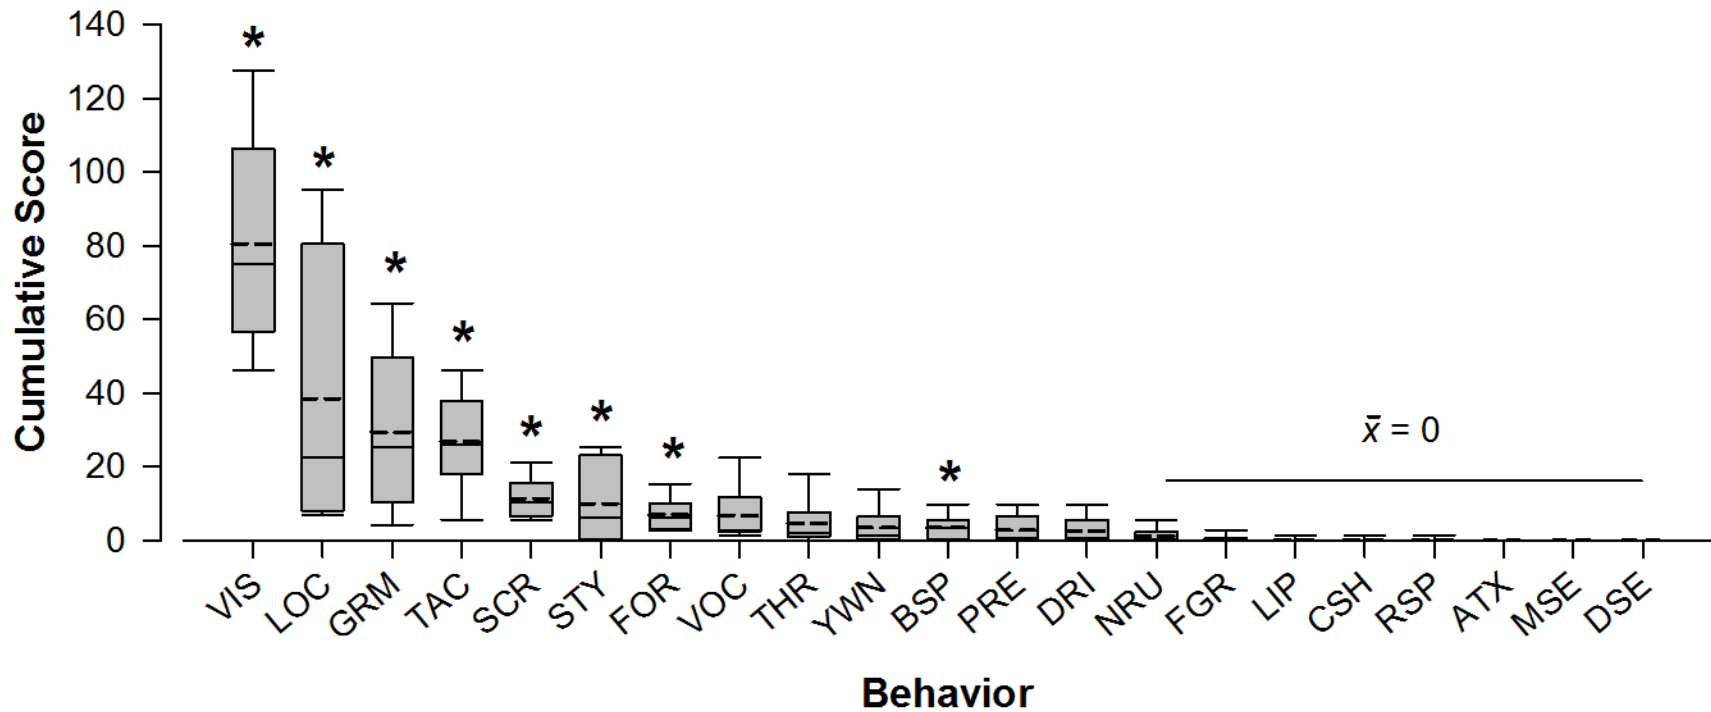 140
120
100
80
60
40
20
0
Cumulative Score
*
*
*
*
*
*
*
*
x̄ = 0
VIS
LOC
GRM
TAC
SCR
STY
FOR
VOC
THR
YWN
BSP
PRE
DRI
NRU
FGR
LIP
CSH
RSP
ATX
MSE
DSE
Behavior